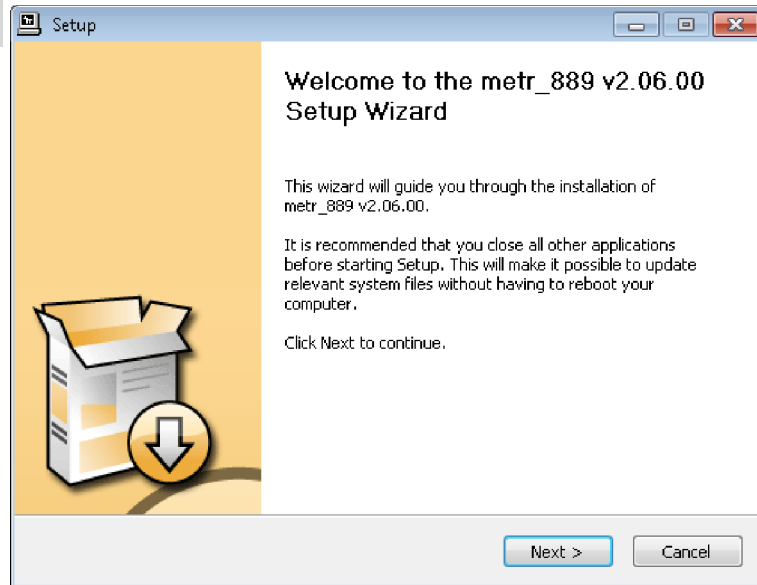 Setup
Welcome to the metr_889 v2.06.00
Setup Wizard
This wizard will guide you through the installation of
metr_889 v2.06.00.
It is recommended that you close all other applications
before starting Setup. This will make it possible to update
relevant system files without having to reboot your
computer.
Click Next to continue.
Next >
Cancel